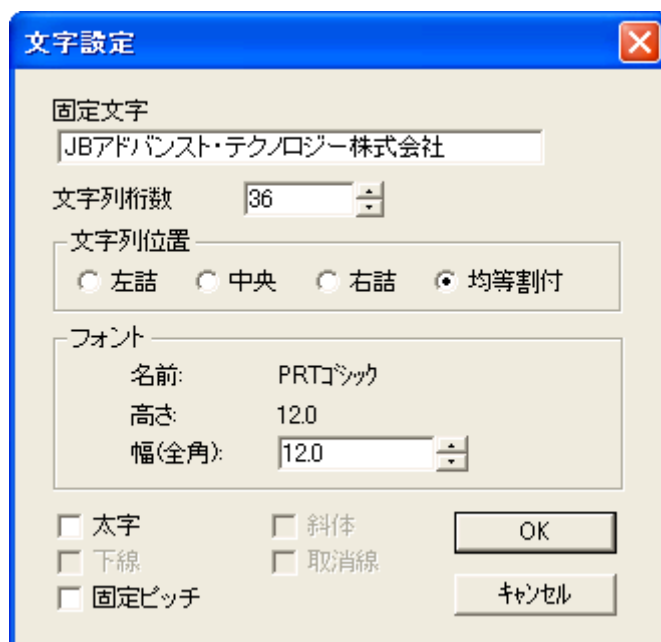 文字設定
固定文字
JBアドバンスト・テクノロジー株式会社
文字列桁数 36
文字列位置
左詰 中央 右詰 均等割付
フォント
名前: PRTｺﾞｼｯｸ
高さ: 12.0
幅(全角): 12.0
太字 斜体 OK
下線 取消線
固定ピッチ ｷｬﾝｾﾙ